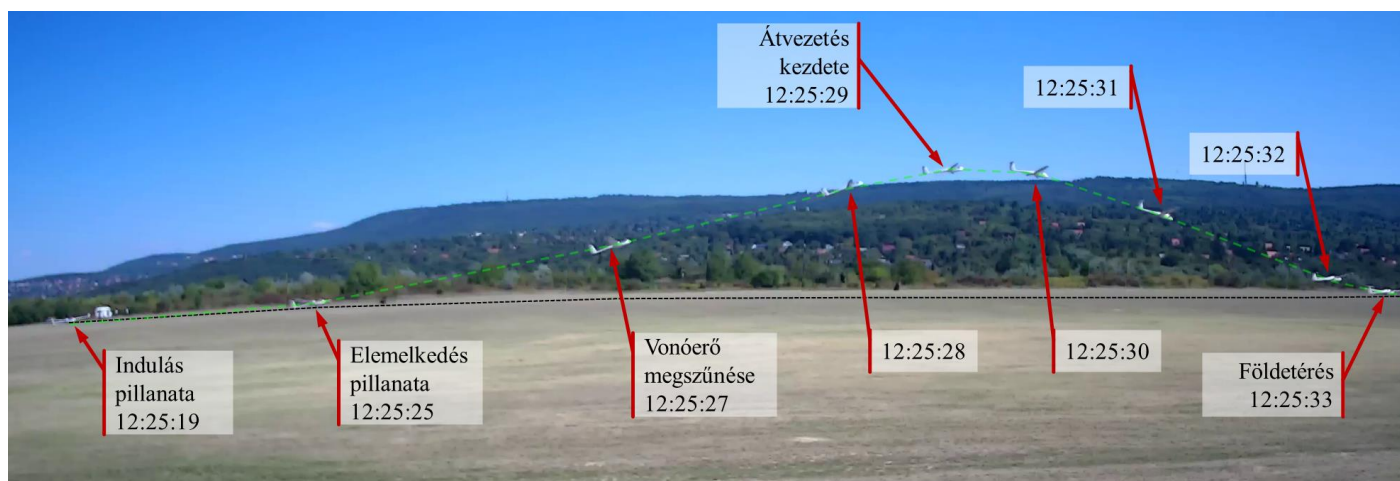 Átvezetés
kezdete
12:25:29
12:25:31
12:25:32
Indulás
pillanata
12:25:19
Elemelkedés
pillanata
12:25:25
Vonóerő
megszűnése
12:25:27
12:25:28
12:25:30
Földetérés
12:25:33